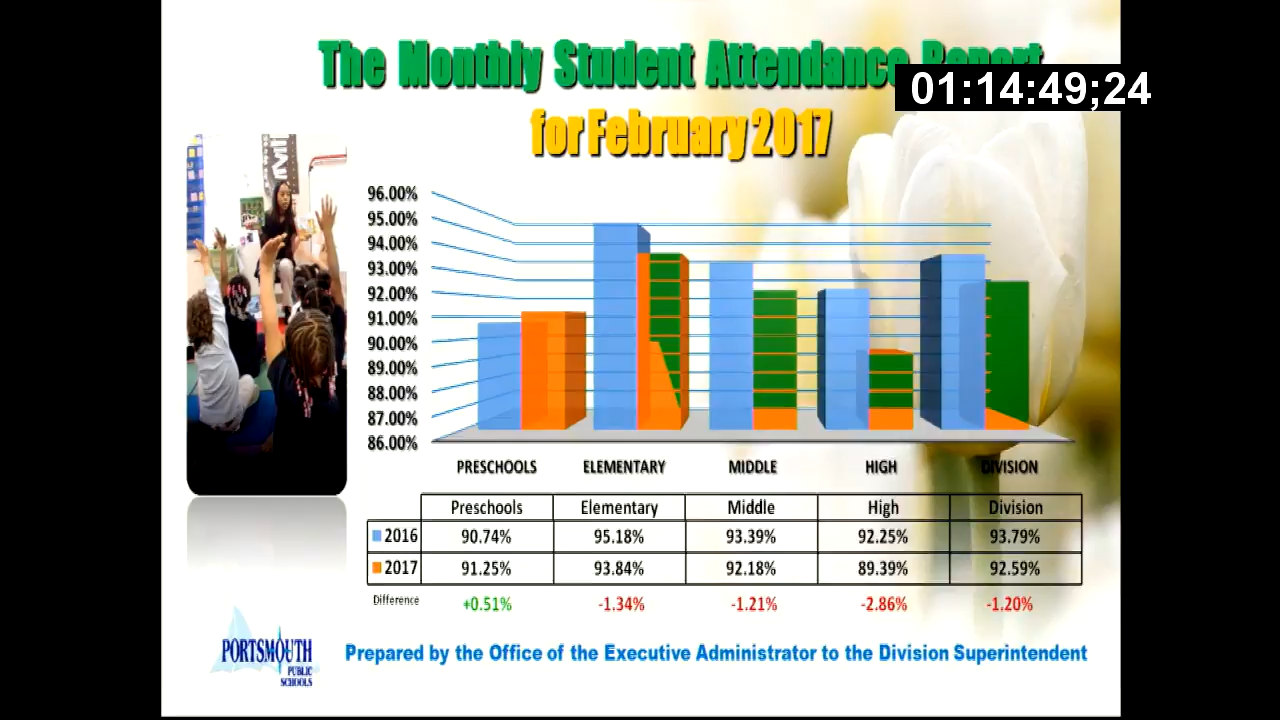 The Monthly Student Attendance Report
01:14:49;24
for February 2017
96.00%
95.00%
94.00%
93.00%
92.00%
91.00%
90.00%
89.00%
88.00%
87.00%
86.00%
PRESCHOOLS ELEMENTARY MIDDLE HIGH DIVISION
Preschools Elementary Middle High Division
2016 90.74% 95.18% 93.39% 92.25% 93.79%
2017 91.25% 93.84% 92.18% 89.39% 92.59%
Difference +0.51% -1.34% -1.21% -2.86% -1.20%
PORTSMOUTH
PUBLIC
SCHOOLS
Prepared by the Office of the Executive Administrator to the Division Superintendent